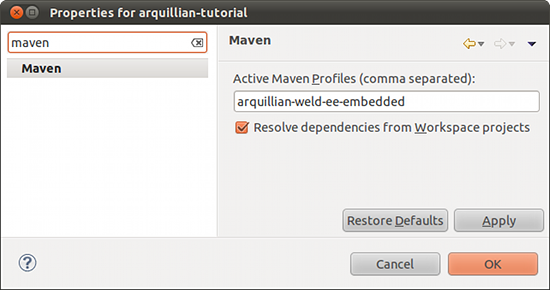 Properties for arquillian-tutorial
maven
Maven
Maven
Active Maven Profiles (comma separated):
arquillian-weld-ee-embedded
Resolve dependencies from Workspace projects
Restore Defaults
Apply
Cancel
OK